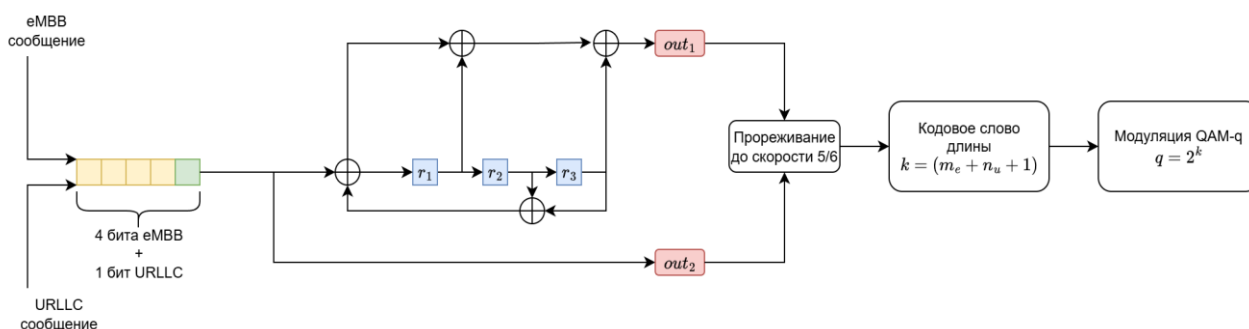 eMBB
сообщение
4 бита eMBB
+
1 бит URLLC
URLLC
сообщение
r₁
r₂
r₃
out₁
out₂
Прореживание
до скорости 5/6
Кодовое слово
длины
k = (mₑ + nᵤ + 1)
Модуляция QAM-q
q = 2ᵏ